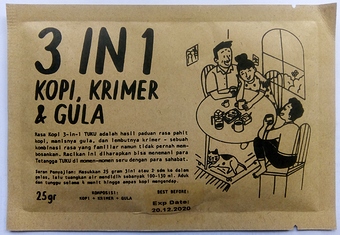 3 IN 1
KOPI, KRIMER
& GULA
Rasa Kopi 3-in-1 TUKU adalah hasil paduan rasa pahit
kopi, manisnya gula, dan lembutnya krimer - sebuah
kombinasi rasa yang familiar namun tidak pernah mem-
bosankan. Racikan ini diharapkan bisa menemani para
Tetangga TUKU di momen-momen seru dengan para sahabat.
Saran Penyajian: Masukkan 25 gram 3in1 atau 2 sdm ke dalam
gelas, lalu tuangkan air mendidih sebanyak 100-130 ml. Aduk
dan tunggu selama 4 menit hingga ampas kopi mengendap.
25gr
KOMPOSISI:
KOPI + KRIMER + GULA
BEST BEFORE:
Exp Date:
20.12.2020